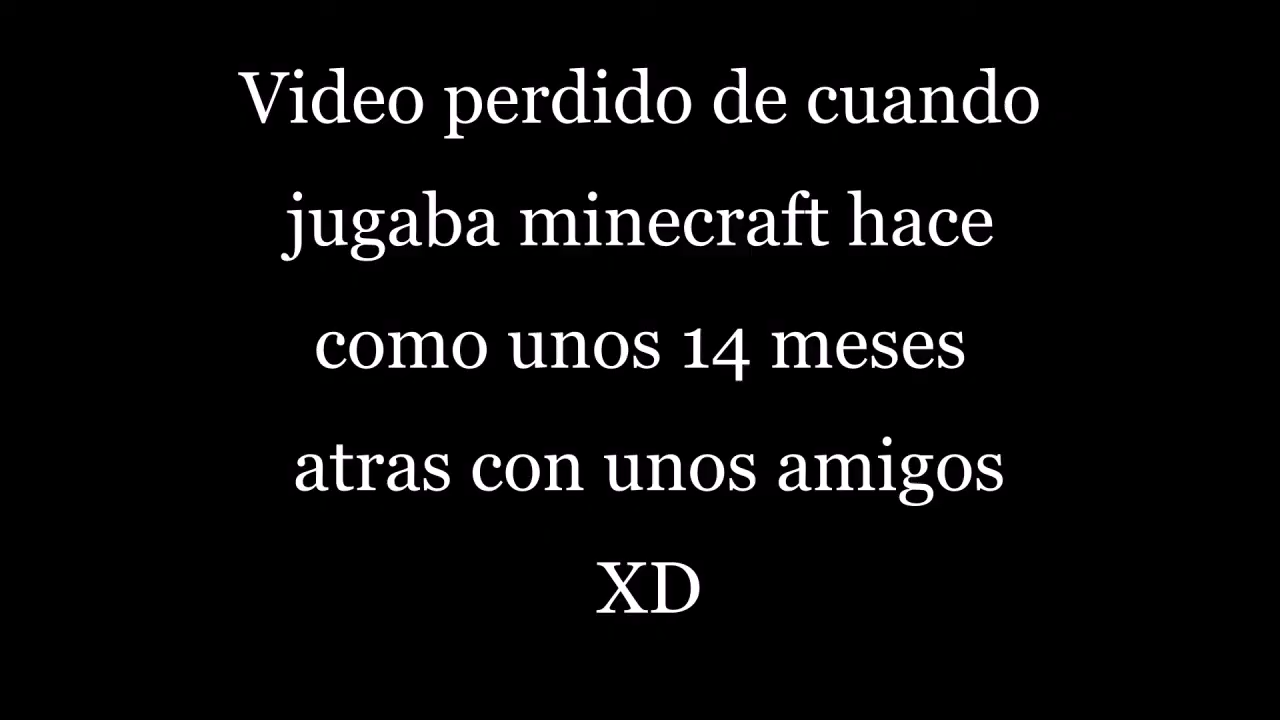 Video perdido de cuando
jugaba minecraft hace
como unos 14 meses
atras con unos amigos
XD